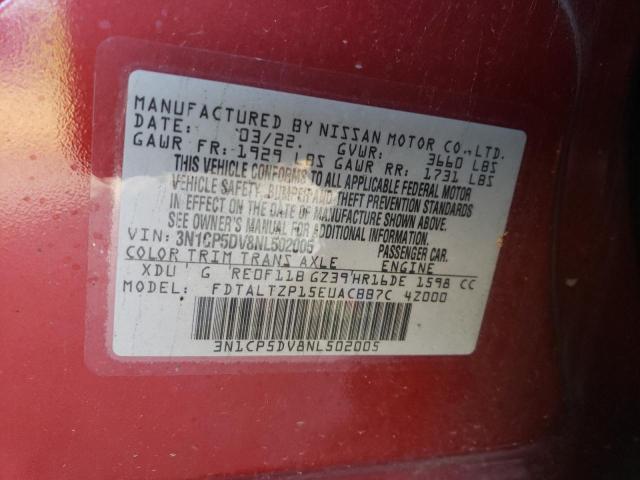 MANUFACTURED BY NISSAN MOTOR CO.,LTD.
DATE: 03/22. GVWR: 3660 LBS
GAWR FR: 1929 LBS GAWR RR: 1731 LBS
THIS VEHICLE CONFORMS TO ALL APPLICABLE FEDERAL MOTOR
VEHICLE SAFETY, BUMPER AND THEFT PREVENTION STANDARDS
IN EFFECT ON THE DATE OF MANUFACTURE SHOWN ABOVE.
SEE OWNER'S MANUAL FOR ADDITIONAL INFORMATION
VIN: 3N1CP5DV8NL502005 PASSENGER CAR
COLOR TRIM TRANS AXLE ENGINE
XDU G RE0F11B GZ39 HR16DE 1598 CC
MODEL: FDTALTZP15EUACBB7C 4Z000
3N1CP5DV8NL502005